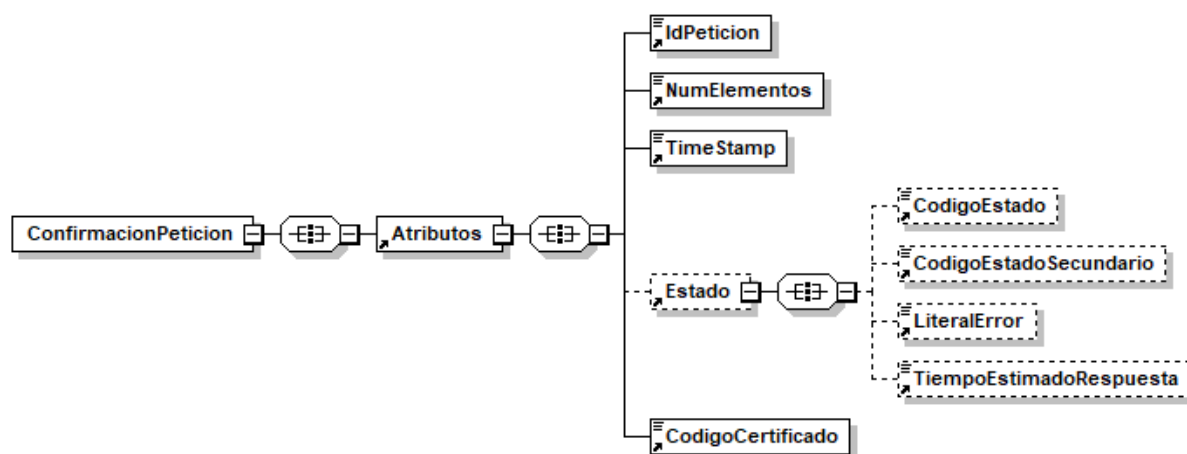 IdPeticion
NumElementos
TimeStamp
ConfirmacionPeticion
Atributos
Estado
CodigoEstado
CodigoEstadoSecundario
LiteralError
TiempoEstimadoRespuesta
CodigoCertificado